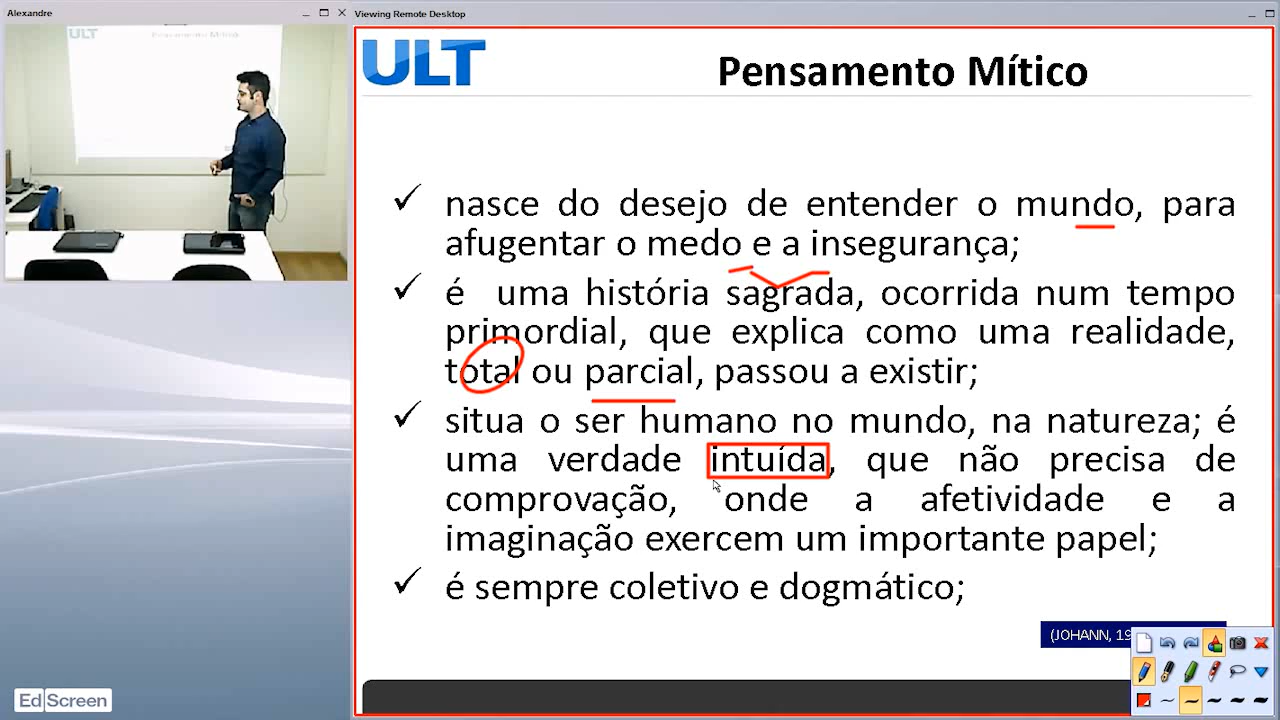 Alexandre
Viewing Remote Desktop
ULT
ULT
Pensamento Mítico
Pensamento Mítico
nasce do desejo de entender o mundo, para
afugentar o medo e a insegurança;
é uma história sagrada, ocorrida num tempo
primordial, que explica como uma realidade,
total ou parcial, passou a existir;
situa o ser humano no mundo, na natureza; é
uma verdade intuída, que não precisa de
comprovação, onde a afetividade e a
imaginação exercem um importante papel;
é sempre coletivo e dogmático;
(JOHANN, 19
EdScreen